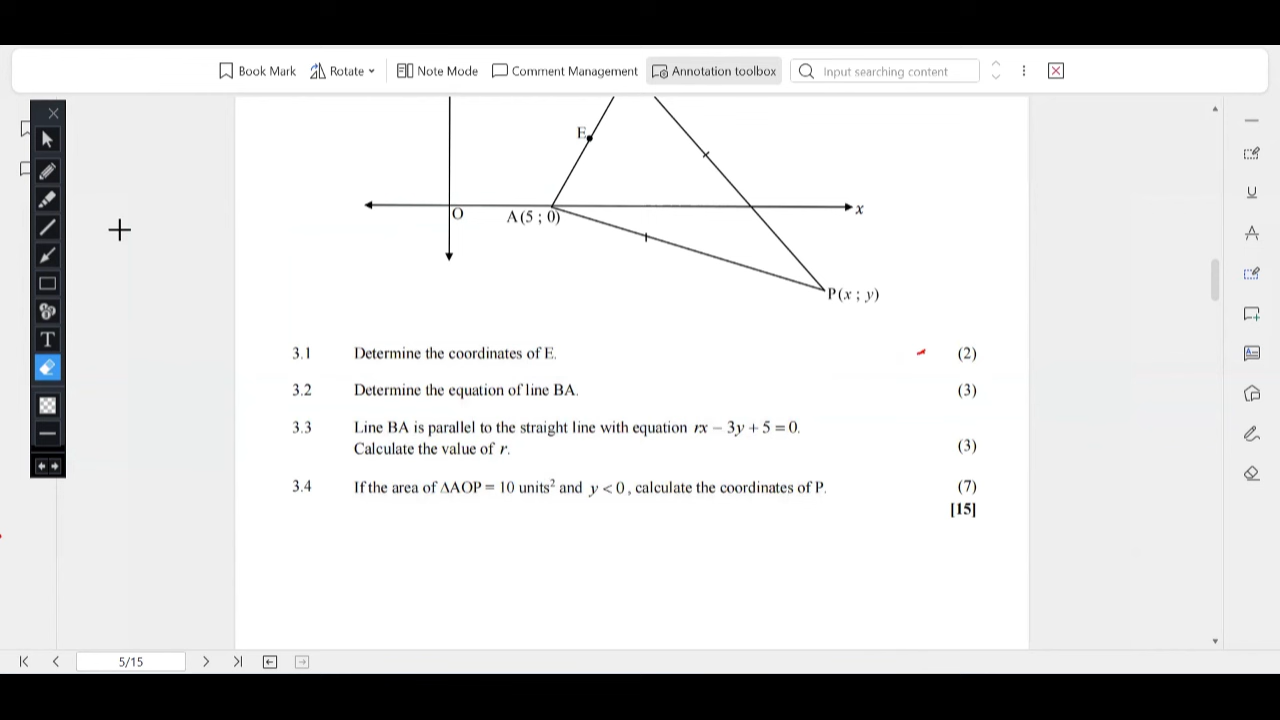 Book Mark Rotate Note Mode Comment Management Annotation toolbox Input searching content
E
O A(5 ; 0) x
P(x ; y)
3.1 Determine the coordinates of E. (2)
3.2 Determine the equation of line BA. (3)
3.3 Line BA is parallel to the straight line with equation rx − 3y + 5 = 0.
Calculate the value of r. (3)
3.4 If the area of ΔAOP = 10 units² and y < 0, calculate the coordinates of P. (7)
[15]
5/15